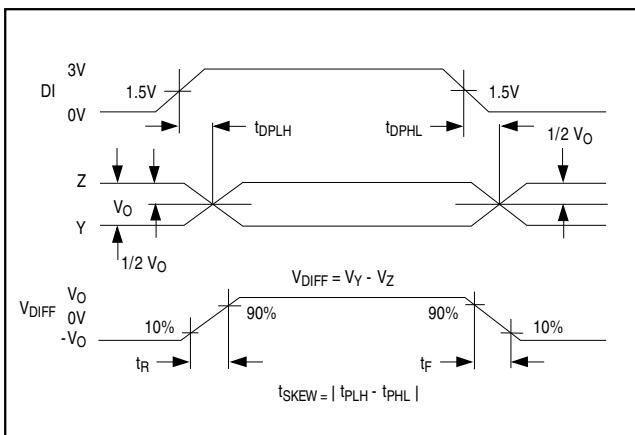 3V
DI
1.5V
1.5V
0V
tDPLH
tDPHL
1/2 VO
Z
VO
Y
1/2 VO
VDIFF = VY - VZ
VO
VDIFF
0V
-VO
10%
90%
90%
10%
tR
tF
tSKEW = | tPLH - tPHL |